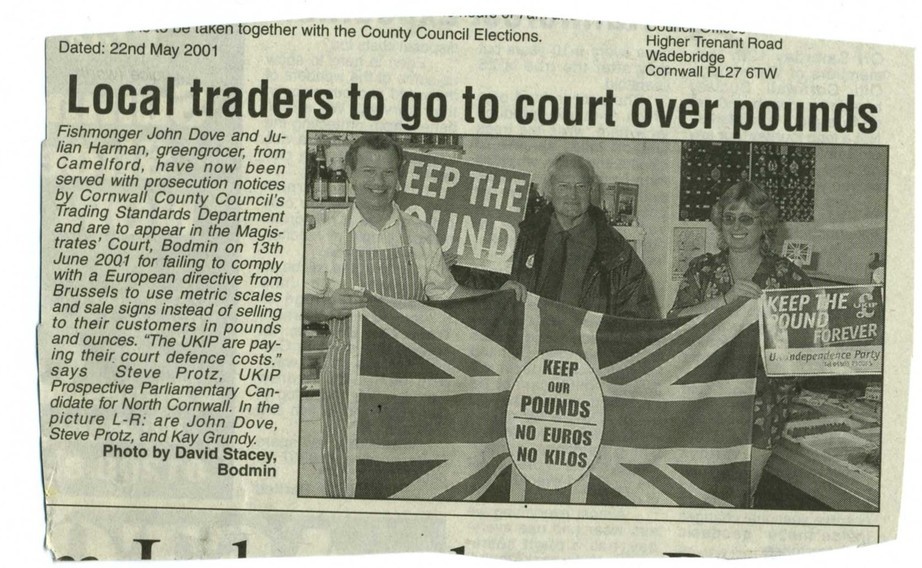 be taken together with the County Council Elections.
Dated: 22nd May 2001
Council Offices
Higher Trenant Road
Wadebridge
Cornwall PL27 6TW
Local traders to go to court over pounds
Fishmonger John Dove and Ju-
lian Harman, greengrocer, from
Camelford, have now been
served with prosecution notices
by Cornwall County Council's
Trading Standards Department
and are to appear in the Magis-
trates' Court, Bodmin on 13th
June 2001 for failing to comply
with a European directive from
Brussels to use metric scales
and sale signs instead of selling
to their customers in pounds
and ounces. "The UKIP are pay-
ing their court defence costs."
says Steve Protz, UKIP
Prospective Parliamentary Can-
didate for North Cornwall. In the
picture L-R: are John Dove,
Steve Protz, and Kay Grundy.
Photo by David Stacey,
Bodmin
EEP THE
OUND
KEEP
OUR
POUNDS
NO EUROS
NO KILOS
KEEP THE
POUND
FOREVER
UKIP
£
UK Independence Party